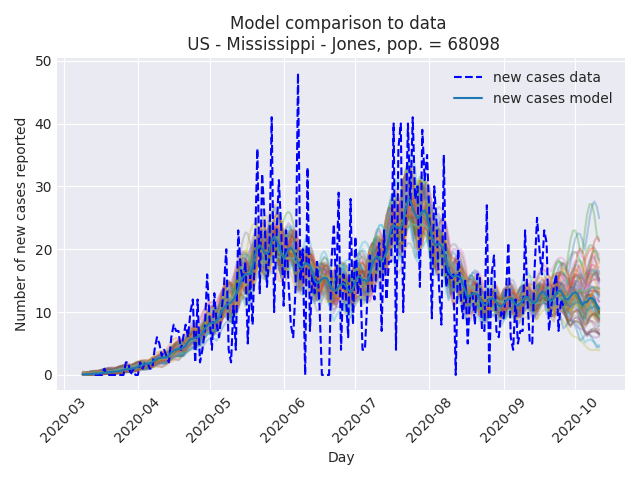 Model comparison to data
US - Mississippi - Jones, pop. = 68098
new cases data
new cases model
Number of new cases reported
50
40
30
20
10
0
2020-03
2020-04
2020-05
2020-06
2020-07
2020-08
2020-09
2020-10
Day